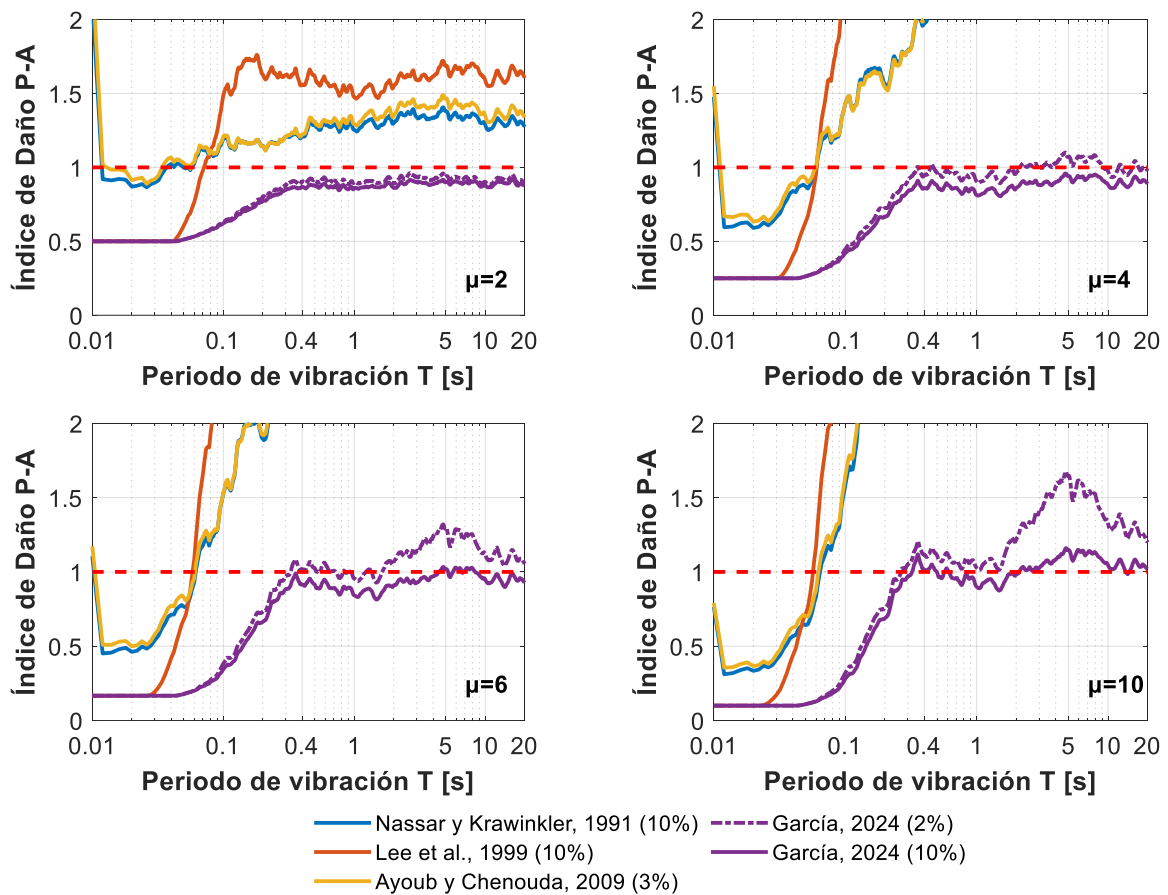 2
1.5
1
0.5
0
Índice de Daño P-A
0.01
0.1
0.4
1
5
10
20
Periodo de vibración T [s]
μ=2
2
1.5
1
0.5
0
Índice de Daño P-A
0.01
0.1
0.4
1
5
10
20
Periodo de vibración T [s]
μ=4
2
1.5
1
0.5
0
Índice de Daño P-A
0.01
0.1
0.4
1
5
10
20
Periodo de vibración T [s]
μ=6
2
1.5
1
0.5
0
Índice de Daño P-A
0.01
0.1
0.4
1
5
10
20
Periodo de vibración T [s]
μ=10
Nassar y Krawinkler, 1991 (10%)
Lee et al., 1999 (10%)
Ayoub y Chenouda, 2009 (3%)
García, 2024 (2%)
García, 2024 (10%)